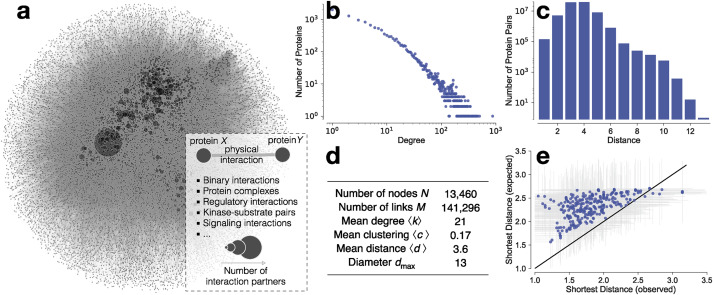 a
protein X
protein Y
physical
interaction
▪ Binary interactions
▪ Protein complexes
▪ Regulatory interactions
▪ Kinase-substrate pairs
▪ Signaling interactions
▪ ...
Number of
interaction partners
b
Number of Proteins
10³
10²
10¹
10⁰
10⁰ 10¹ 10² 10³
Degree
c
Number of Protein Pairs
10⁷
10⁵
10³
10¹
2 4 6 8 10 12
Distance
d
Number of nodes N 13,460
Number of links M 141,296
Mean degree ⟨k⟩ 21
Mean clustering ⟨c⟩ 0.17
Mean distance ⟨d⟩ 3.6
Diameter dmax 13
e
Shortest Distance (expected)
3.5
3.0
2.5
2.0
1.5
1.0
1.0 1.5 2.0 2.5 3.0 3.5
Shortest Distance (observed)